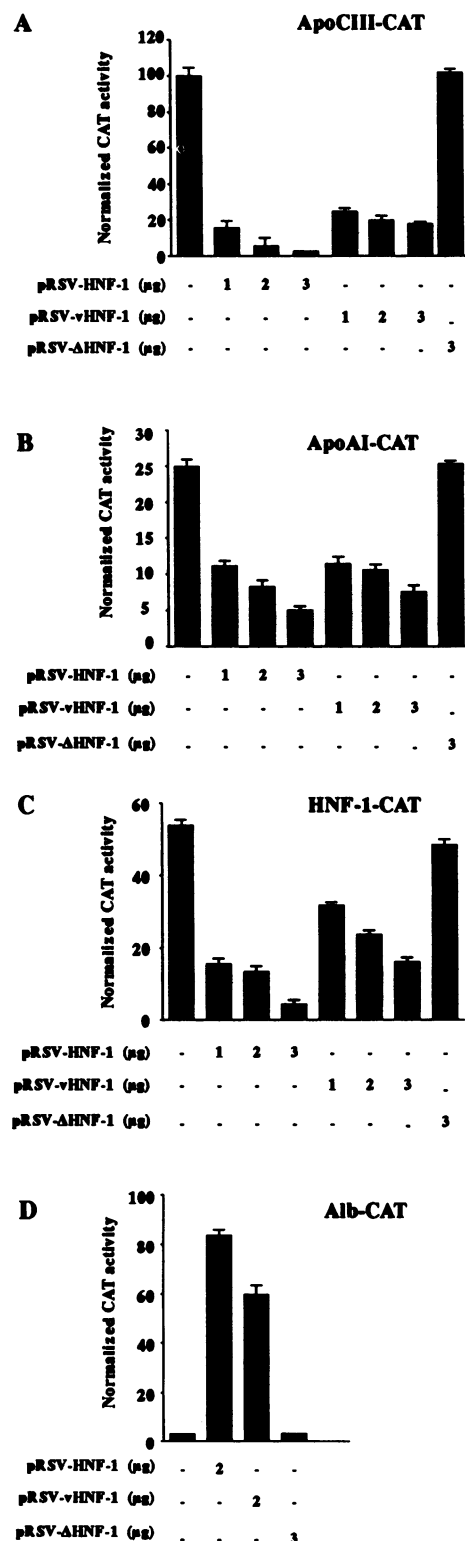 A ApoCIII-CAT
Normalized CAT activity
120
100
80
60
40
20
0
pRSV-HNF-1 (µg) - 1 2 3 - - - -
pRSV-vHNF-1 (µg) - - - - 1 2 3 -
pRSV-ΔHNF-1 (µg) - - - - - - - 3
B ApoAI-CAT
Normalized CAT activity
30
25
20
15
10
5
0
pRSV-HNF-1 (µg) - 1 2 3 - - - -
pRSV-vHNF-1 (µg) - - - - 1 2 3 -
pRSV-ΔHNF-1 (µg) - - - - - - - 3
C HNF-1-CAT
Normalized CAT activity
60
40
20
0
pRSV-HNF-1 (µg) - 1 2 3 - - - -
pRSV-vHNF-1 (µg) - - - - 1 2 3 -
pRSV-ΔHNF-1 (µg) - - - - - - - 3
D Alb-CAT
Normalized CAT activity
100
80
60
40
20
0
pRSV-HNF-1 (µg) - 2 - -
pRSV-vHNF-1 (µg) - - 2 -
pRSV-ΔHNF-1 (µg) - - - 3